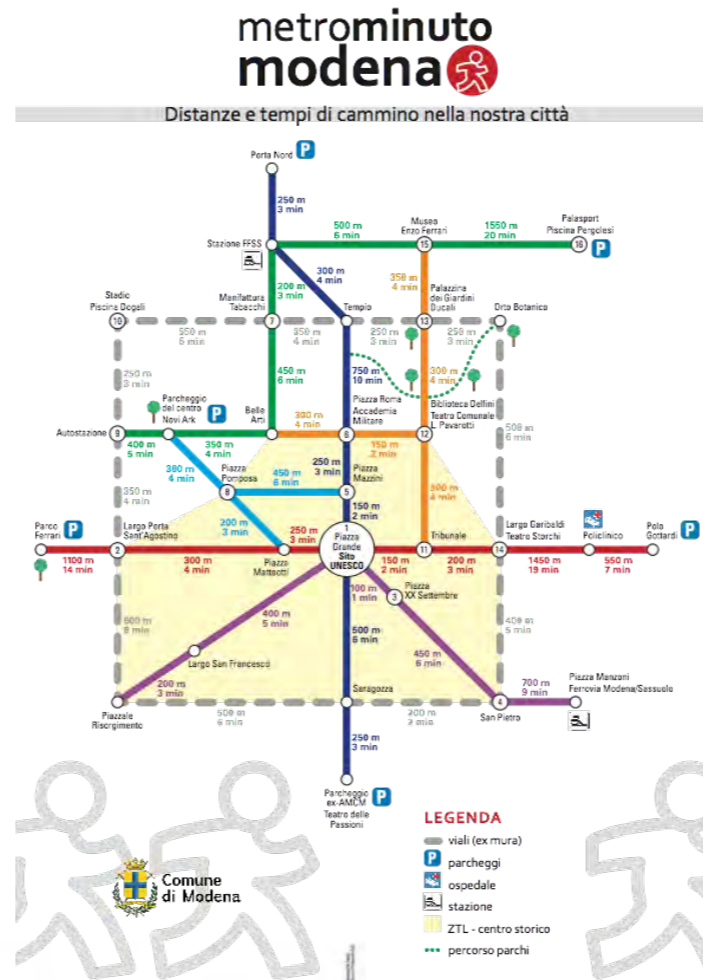 metrominuto
modena
Distanze e tempi di cammino nella nostra città
Porta Nord
P
250 m
3 min
Stazione FFSS
500 m
6 min
Museo
Enzo Ferrari
15
1550 m
20 min
Palasport
Piscina Pergolesi
16
P
200 m
3 min
300 m
4 min
350 m
4 min
Stadio
Piscina Dogali
10
Manifattura
Tabacchi
7
Tempio
Palazzina
dei Giardini
Ducali
13
Orto Botanico
550 m
6 min
350 m
4 min
250 m
3 min
250 m
3 min
250 m
3 min
450 m
6 min
750 m
10 min
300 m
4 min
500 m
6 min
Parcheggio
del centro
Novi Ark
P
Autostazione
9
400 m
5 min
350 m
4 min
Belle
Arti
300 m
4 min
Piazza Roma
Accademia
Militare
6
150 m
2 min
Biblioteca Delfini
Teatro Comunale
L. Pavarotti
12
350 m
4 min
4 min
Piazza
Pomposa
8
450 m
6 min
250 m
3 min
Piazza
Mazzini
5
4 min
200 m
3 min
150 m
2 min
Parco
Ferrari
P
1100 m
14 min
Largo Porta
Sant'Agostino
2
300 m
4 min
250 m
3 min
Piazza
Matteotti
1
Piazza
Grande
Sito
UNESCO
150 m
2 min
Tribunale
11
200 m
3 min
Largo Garibaldi
Teatro Storchi
14
1450 m
19 min
Policlinico
550 m
7 min
Polo
Gottardi
P
100 m
1 min
Piazza
XX Settembre
3
400 m
5 min
Largo San Francesco
200 m
3 min
500 m
6 min
450 m
6 min
400 m
5 min
Piazzale
Risorgimento
500 m
6 min
Saragozza
San Pietro
4
700 m
9 min
Piazza Manzoni
Ferrovia Modena/Sassuolo
250 m
3 min
Parcheggio
ex-AMCM
Teatro delle
Passioni
P
LEGENDA
viali (ex mura)
P parcheggi
ospedale
stazione
ZTL - centro storico
percorso parchi
Comune
di Modena